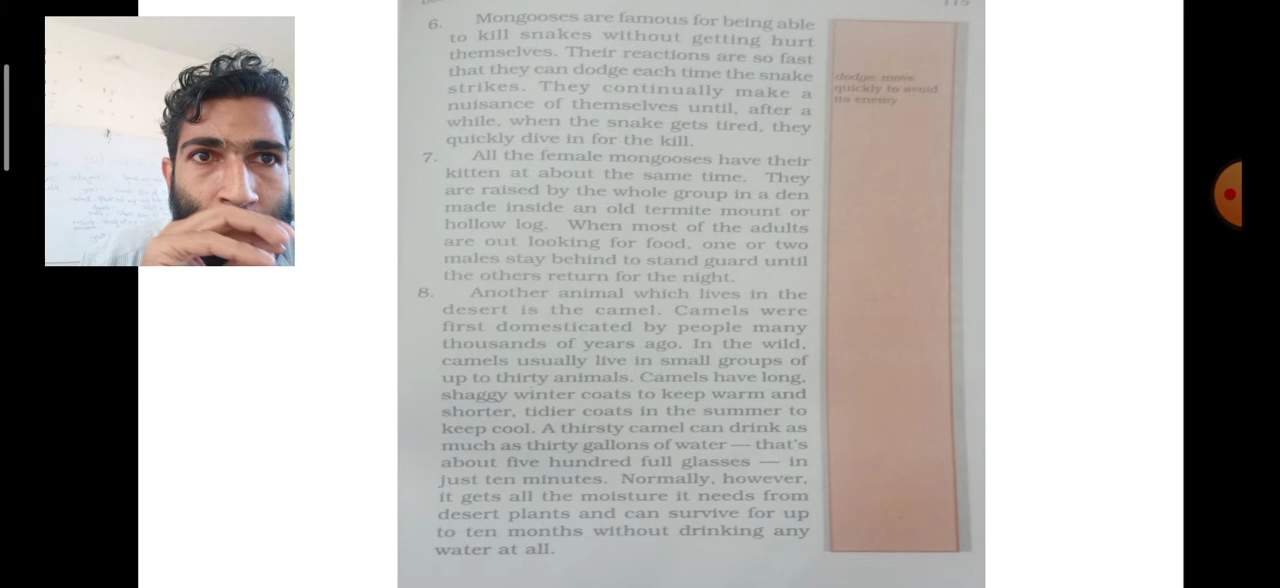 115
6. Mongooses are famous for being able
to kill snakes without getting hurt
themselves. Their reactions are so fast
that they can dodge each time the snake
strikes. They continually make a
nuisance of themselves until, after a
while, when the snake gets tired, they
quickly dive in for the kill.
7. All the female mongooses have their
kitten at about the same time. They
are raised by the whole group in a den
made inside an old termite mount or
hollow log. When most of the adults
are out looking for food, one or two
males stay behind to stand guard until
the others return for the night.
8. Another animal which lives in the
desert is the camel. Camels were
first domesticated by people many
thousands of years ago. In the wild,
camels usually live in small groups of
up to thirty animals. Camels have long,
shaggy winter coats to keep warm and
shorter, tidier coats in the summer to
keep cool. A thirsty camel can drink as
much as thirty gallons of water — that's
about five hundred full glasses — in
just ten minutes. Normally, however,
it gets all the moisture it needs from
desert plants and can survive for up
to ten months without drinking any
water at all.
dodge: move
quickly to avoid
its enemy